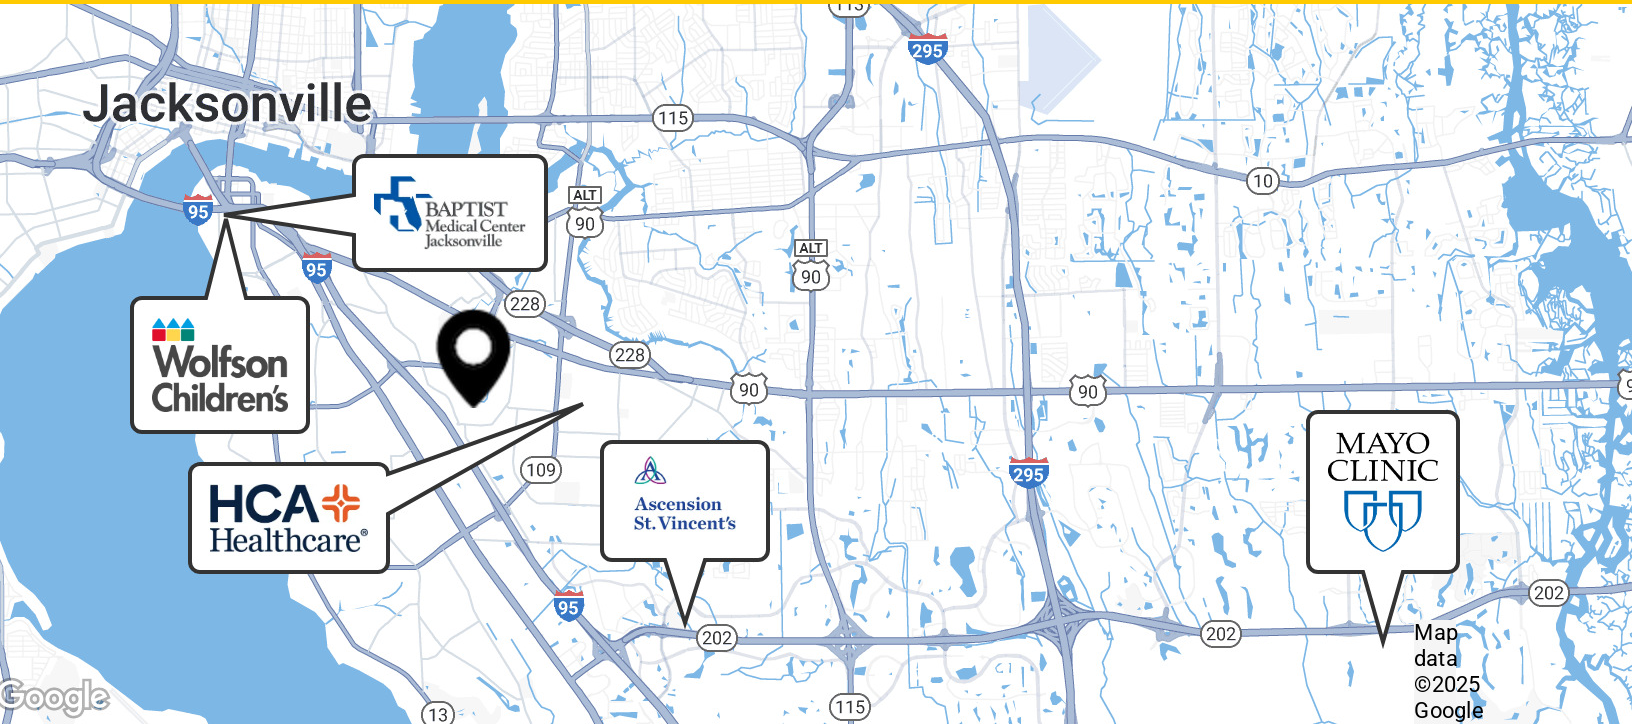 113
295
Jacksonville
115
10
95
ALT
90
BAPTIST
Medical Center
Jacksonville
ALT
90
95
228
Wolfson
Children's
228
90
90
9
MAYO
CLINIC
109
295
HCA
Healthcare®
Ascension
St. Vincent's
95
202
202
202
Map
data
©2025
Google
Google
13
115